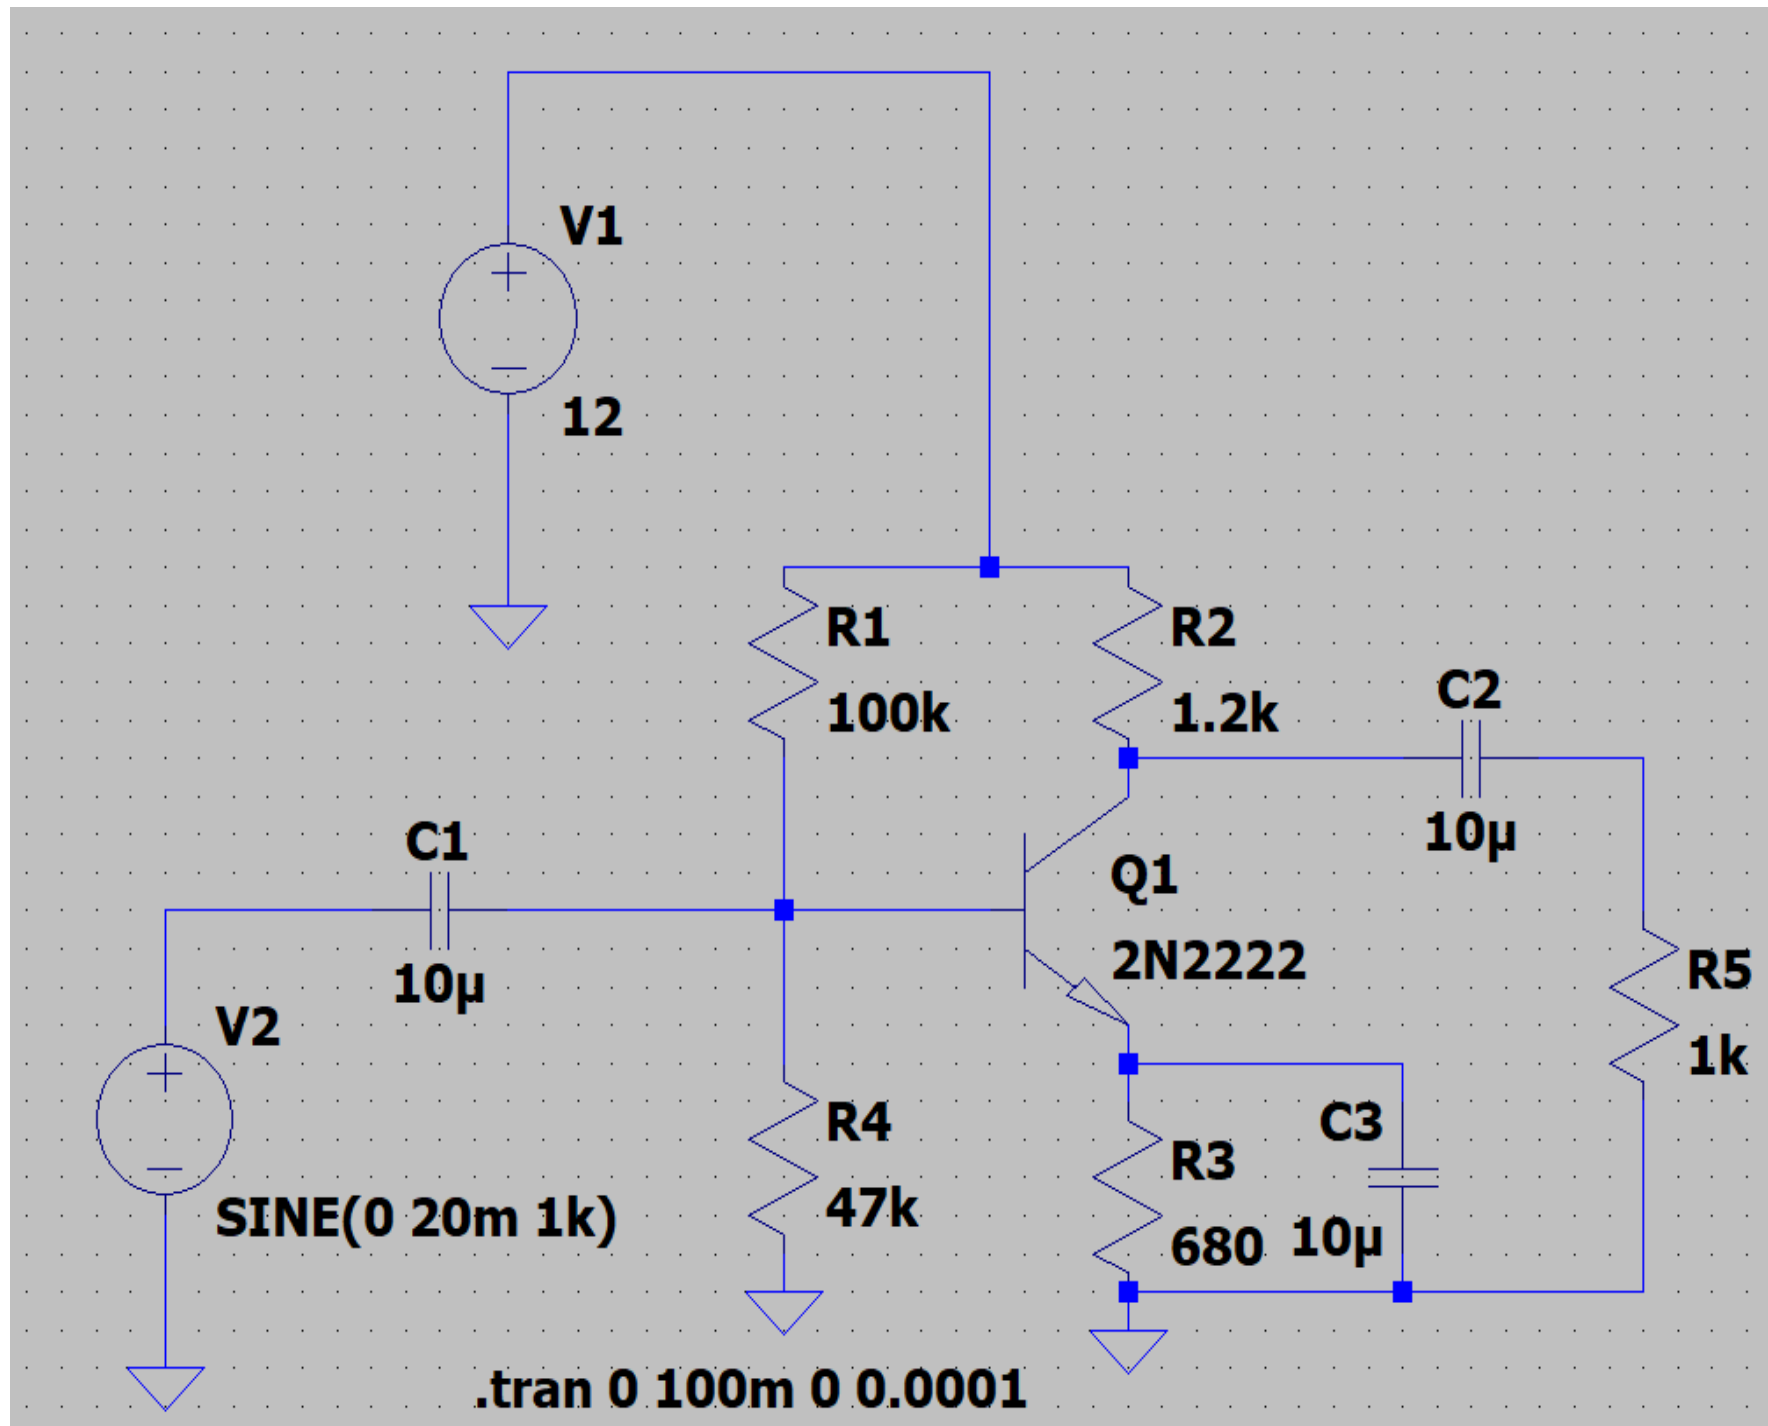 V1
12
R1
100k
R2
1.2k
C2
10µ
C1
10µ
Q1
2N2222
V2
SINE(0 20m 1k)
R4
47k
R3
680
C3
10µ
R5
1k
.tran 0 100m 0 0.0001